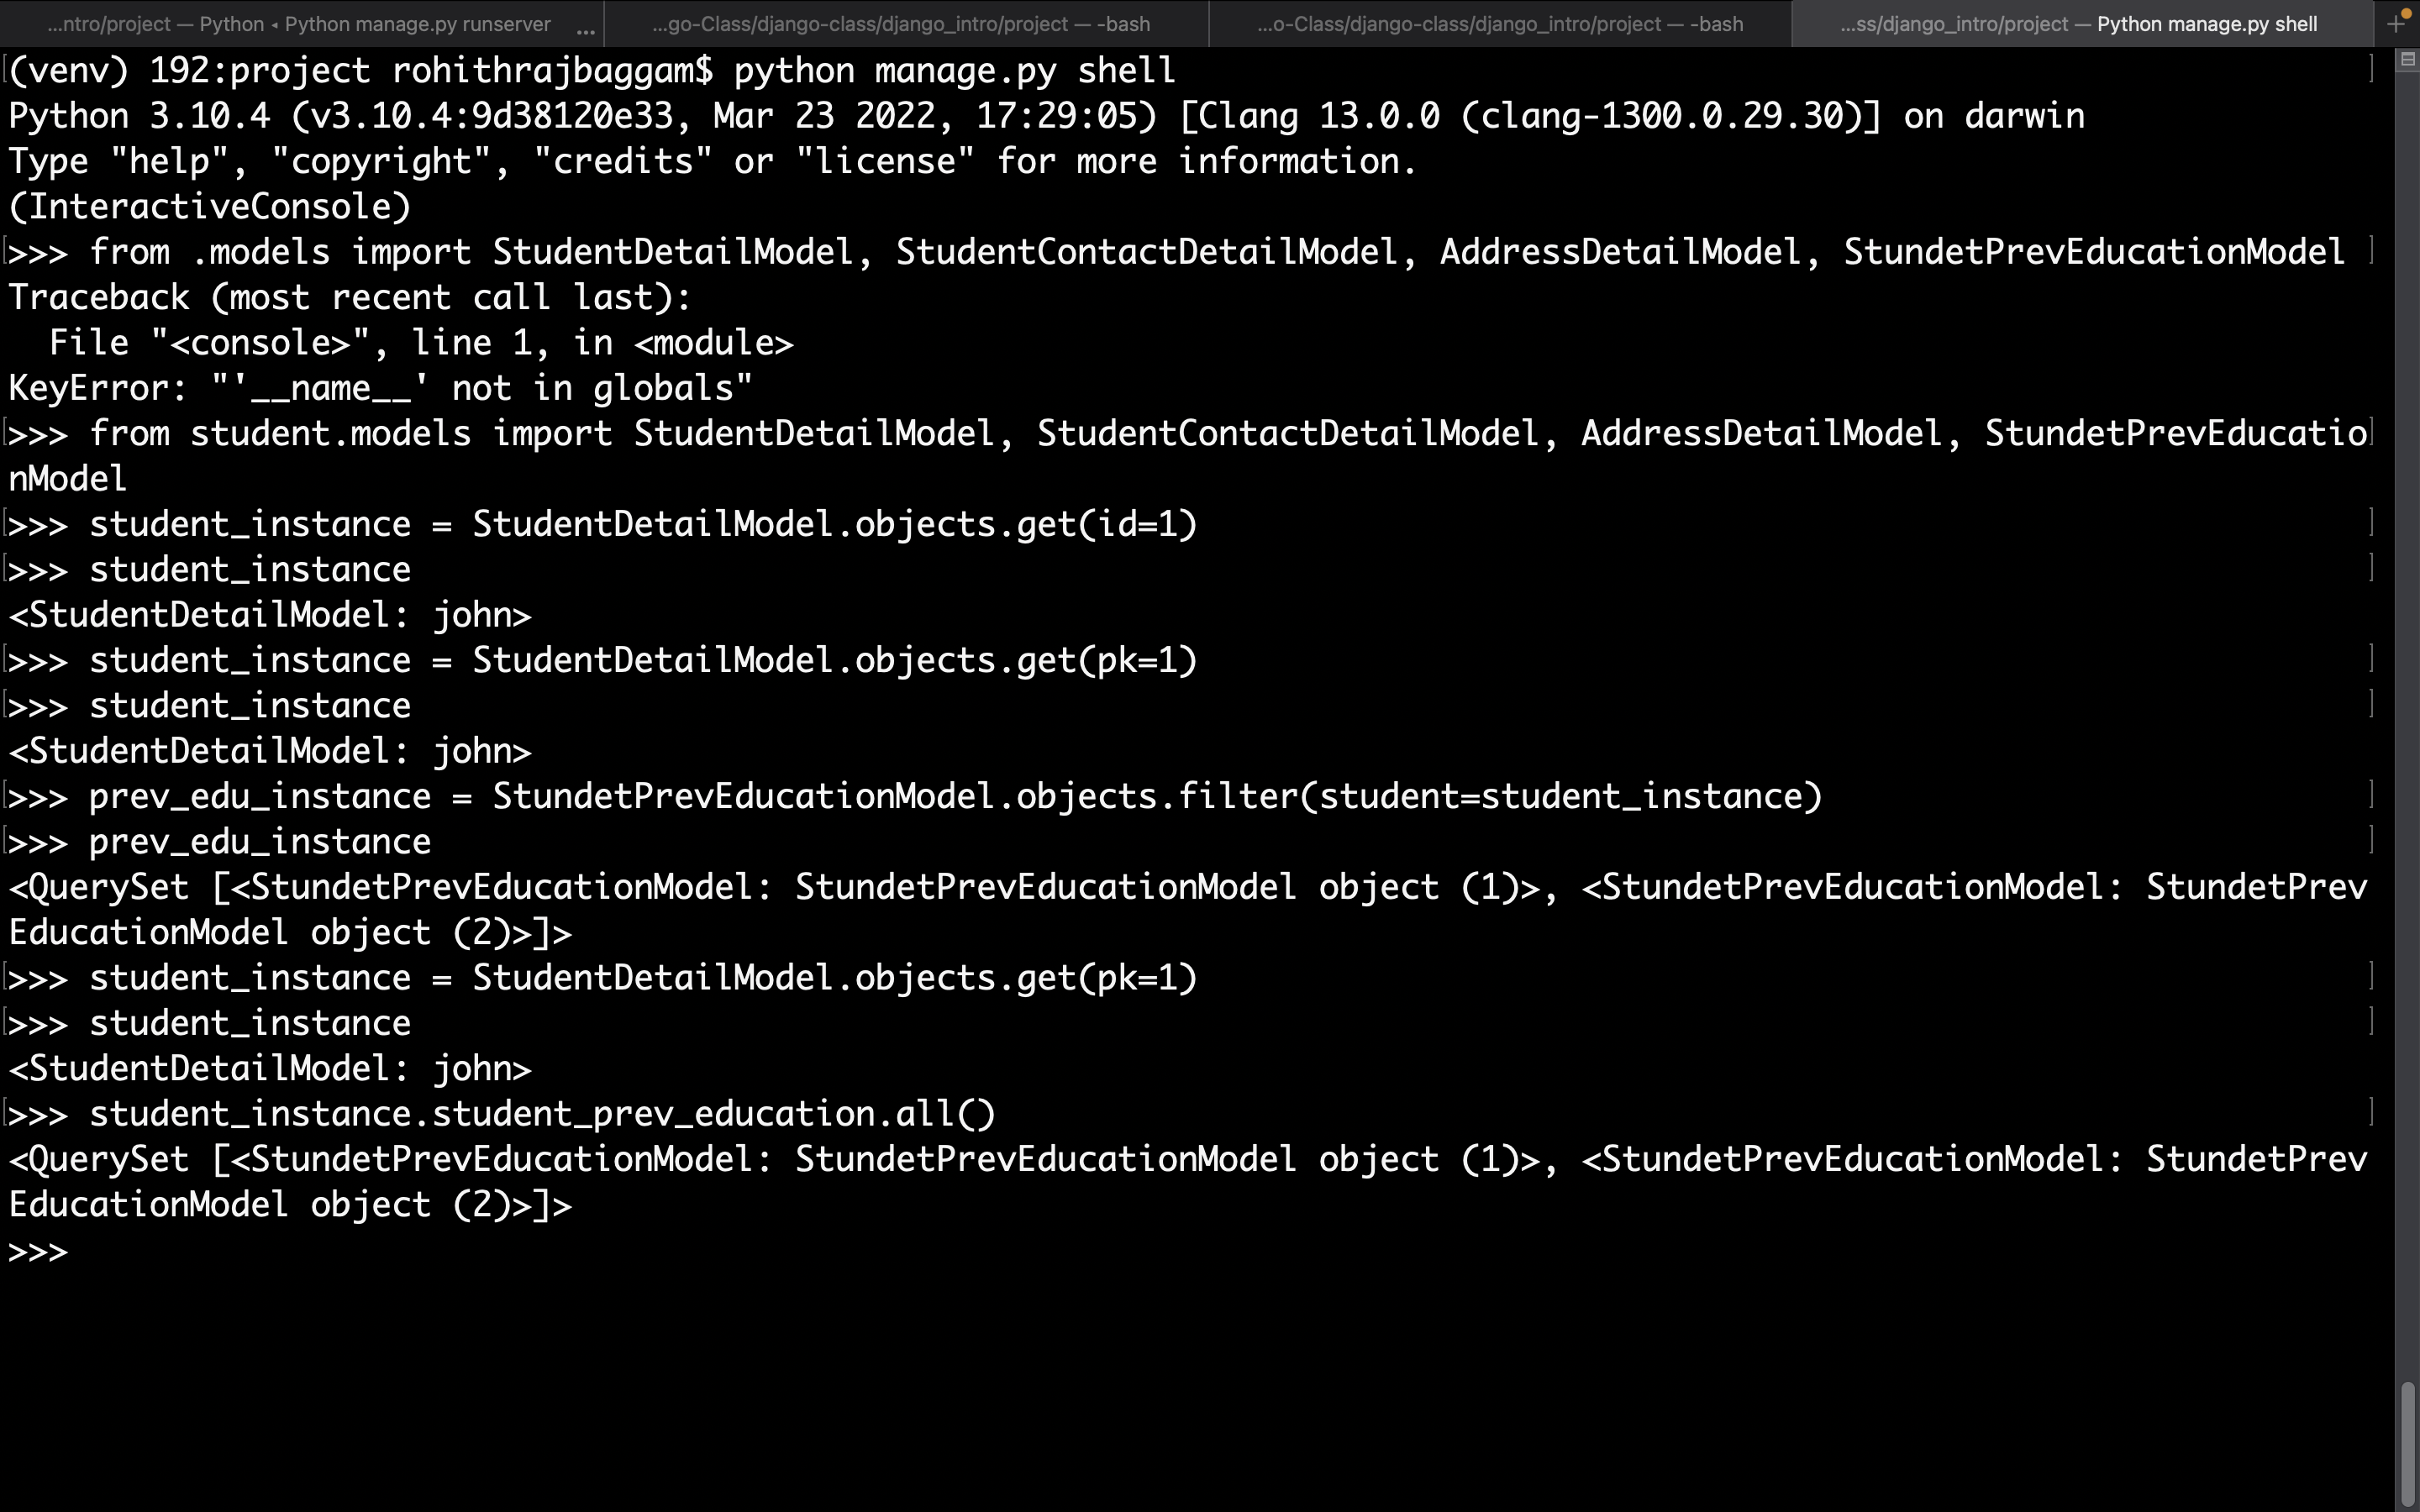 ...ntro/project — Python ◂ Python manage.py runserver ...
...go-Class/django-class/django_intro/project — -bash
...o-Class/django-class/django_intro/project — -bash
...ss/django_intro/project — Python manage.py shell
(venv) 192:project rohithrajbaggam$ python manage.py shell
Python 3.10.4 (v3.10.4:9d38120e33, Mar 23 2022, 17:29:05) [Clang 13.0.0 (clang-1300.0.29.30)] on darwin
Type "help", "copyright", "credits" or "license" for more information.
(InteractiveConsole)
>>> from .models import StudentDetailModel, StudentContactDetailModel, AddressDetailModel, StundetPrevEducationModel
Traceback (most recent call last):
  File "<console>", line 1, in <module>
KeyError: "'__name__' not in globals"
>>> from student.models import StudentDetailModel, StudentContactDetailModel, AddressDetailModel, StundetPrevEducatio
nModel
>>> student_instance = StudentDetailModel.objects.get(id=1)
>>> student_instance
<StudentDetailModel: john>
>>> student_instance = StudentDetailModel.objects.get(pk=1)
>>> student_instance
<StudentDetailModel: john>
>>> prev_edu_instance = StundetPrevEducationModel.objects.filter(student=student_instance)
>>> prev_edu_instance
<QuerySet [<StundetPrevEducationModel: StundetPrevEducationModel object (1)>, <StundetPrevEducationModel: StundetPrev
EducationModel object (2)>]>
>>> student_instance = StudentDetailModel.objects.get(pk=1)
>>> student_instance
<StudentDetailModel: john>
>>> student_instance.student_prev_education.all()
<QuerySet [<StundetPrevEducationModel: StundetPrevEducationModel object (1)>, <StundetPrevEducationModel: StundetPrev
EducationModel object (2)>]>
>>>